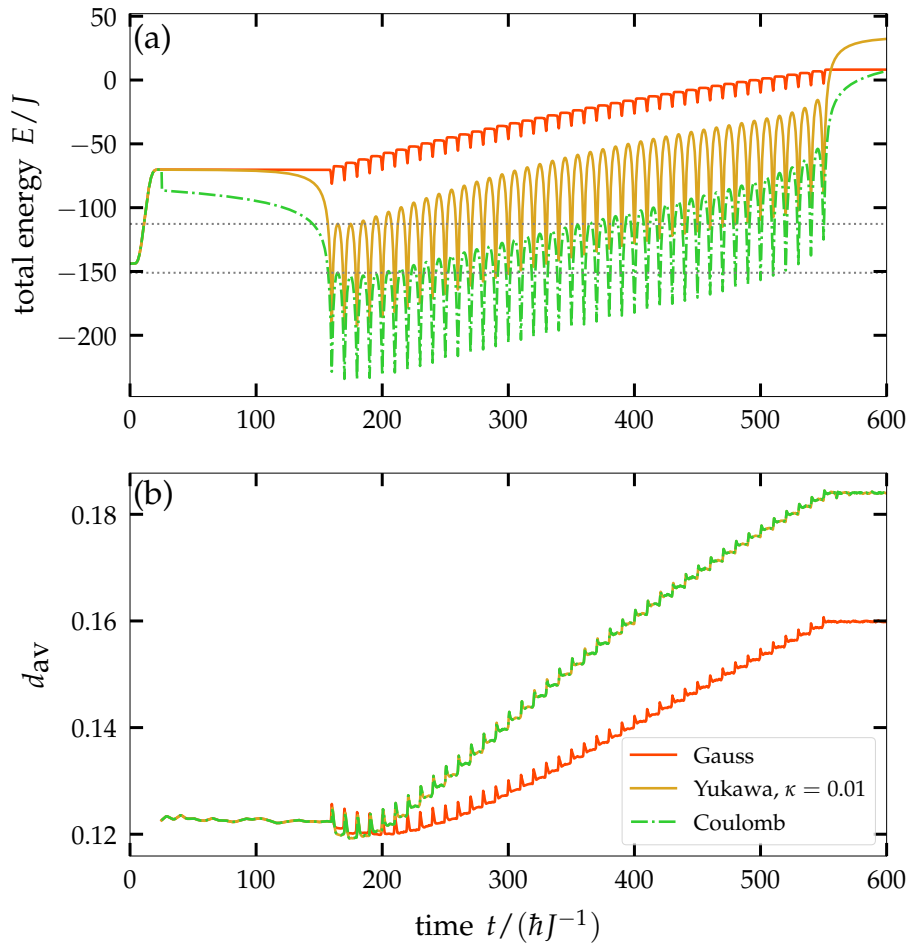 (a)
total energy E/J
50
0
−50
−100
−150
−200
0 100 200 300 400 500 600
(b)
d_av
0.18
0.16
0.14
0.12
Gauss
Yukawa, κ = 0.01
Coulomb
0 100 200 300 400 500 600
time t/(ℏJ⁻¹)